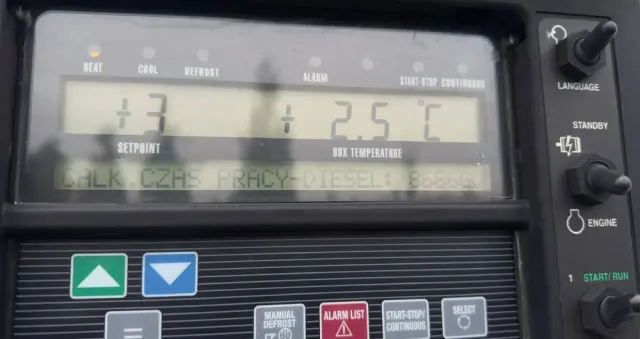 HEAT COOL DEFROST ALARM START-STOP CONTINUOUS
+3 + 2.5 °C
SETPOINT BOX TEMPERATURE
CALK.CZAS PRACY-DIESEL:
LANGUAGE
STANDBY
ENGINE
1 START/ RUN
MANUAL DEFROST
ALARM LIST
START-STOP/ CONTINUOUS
SELECT